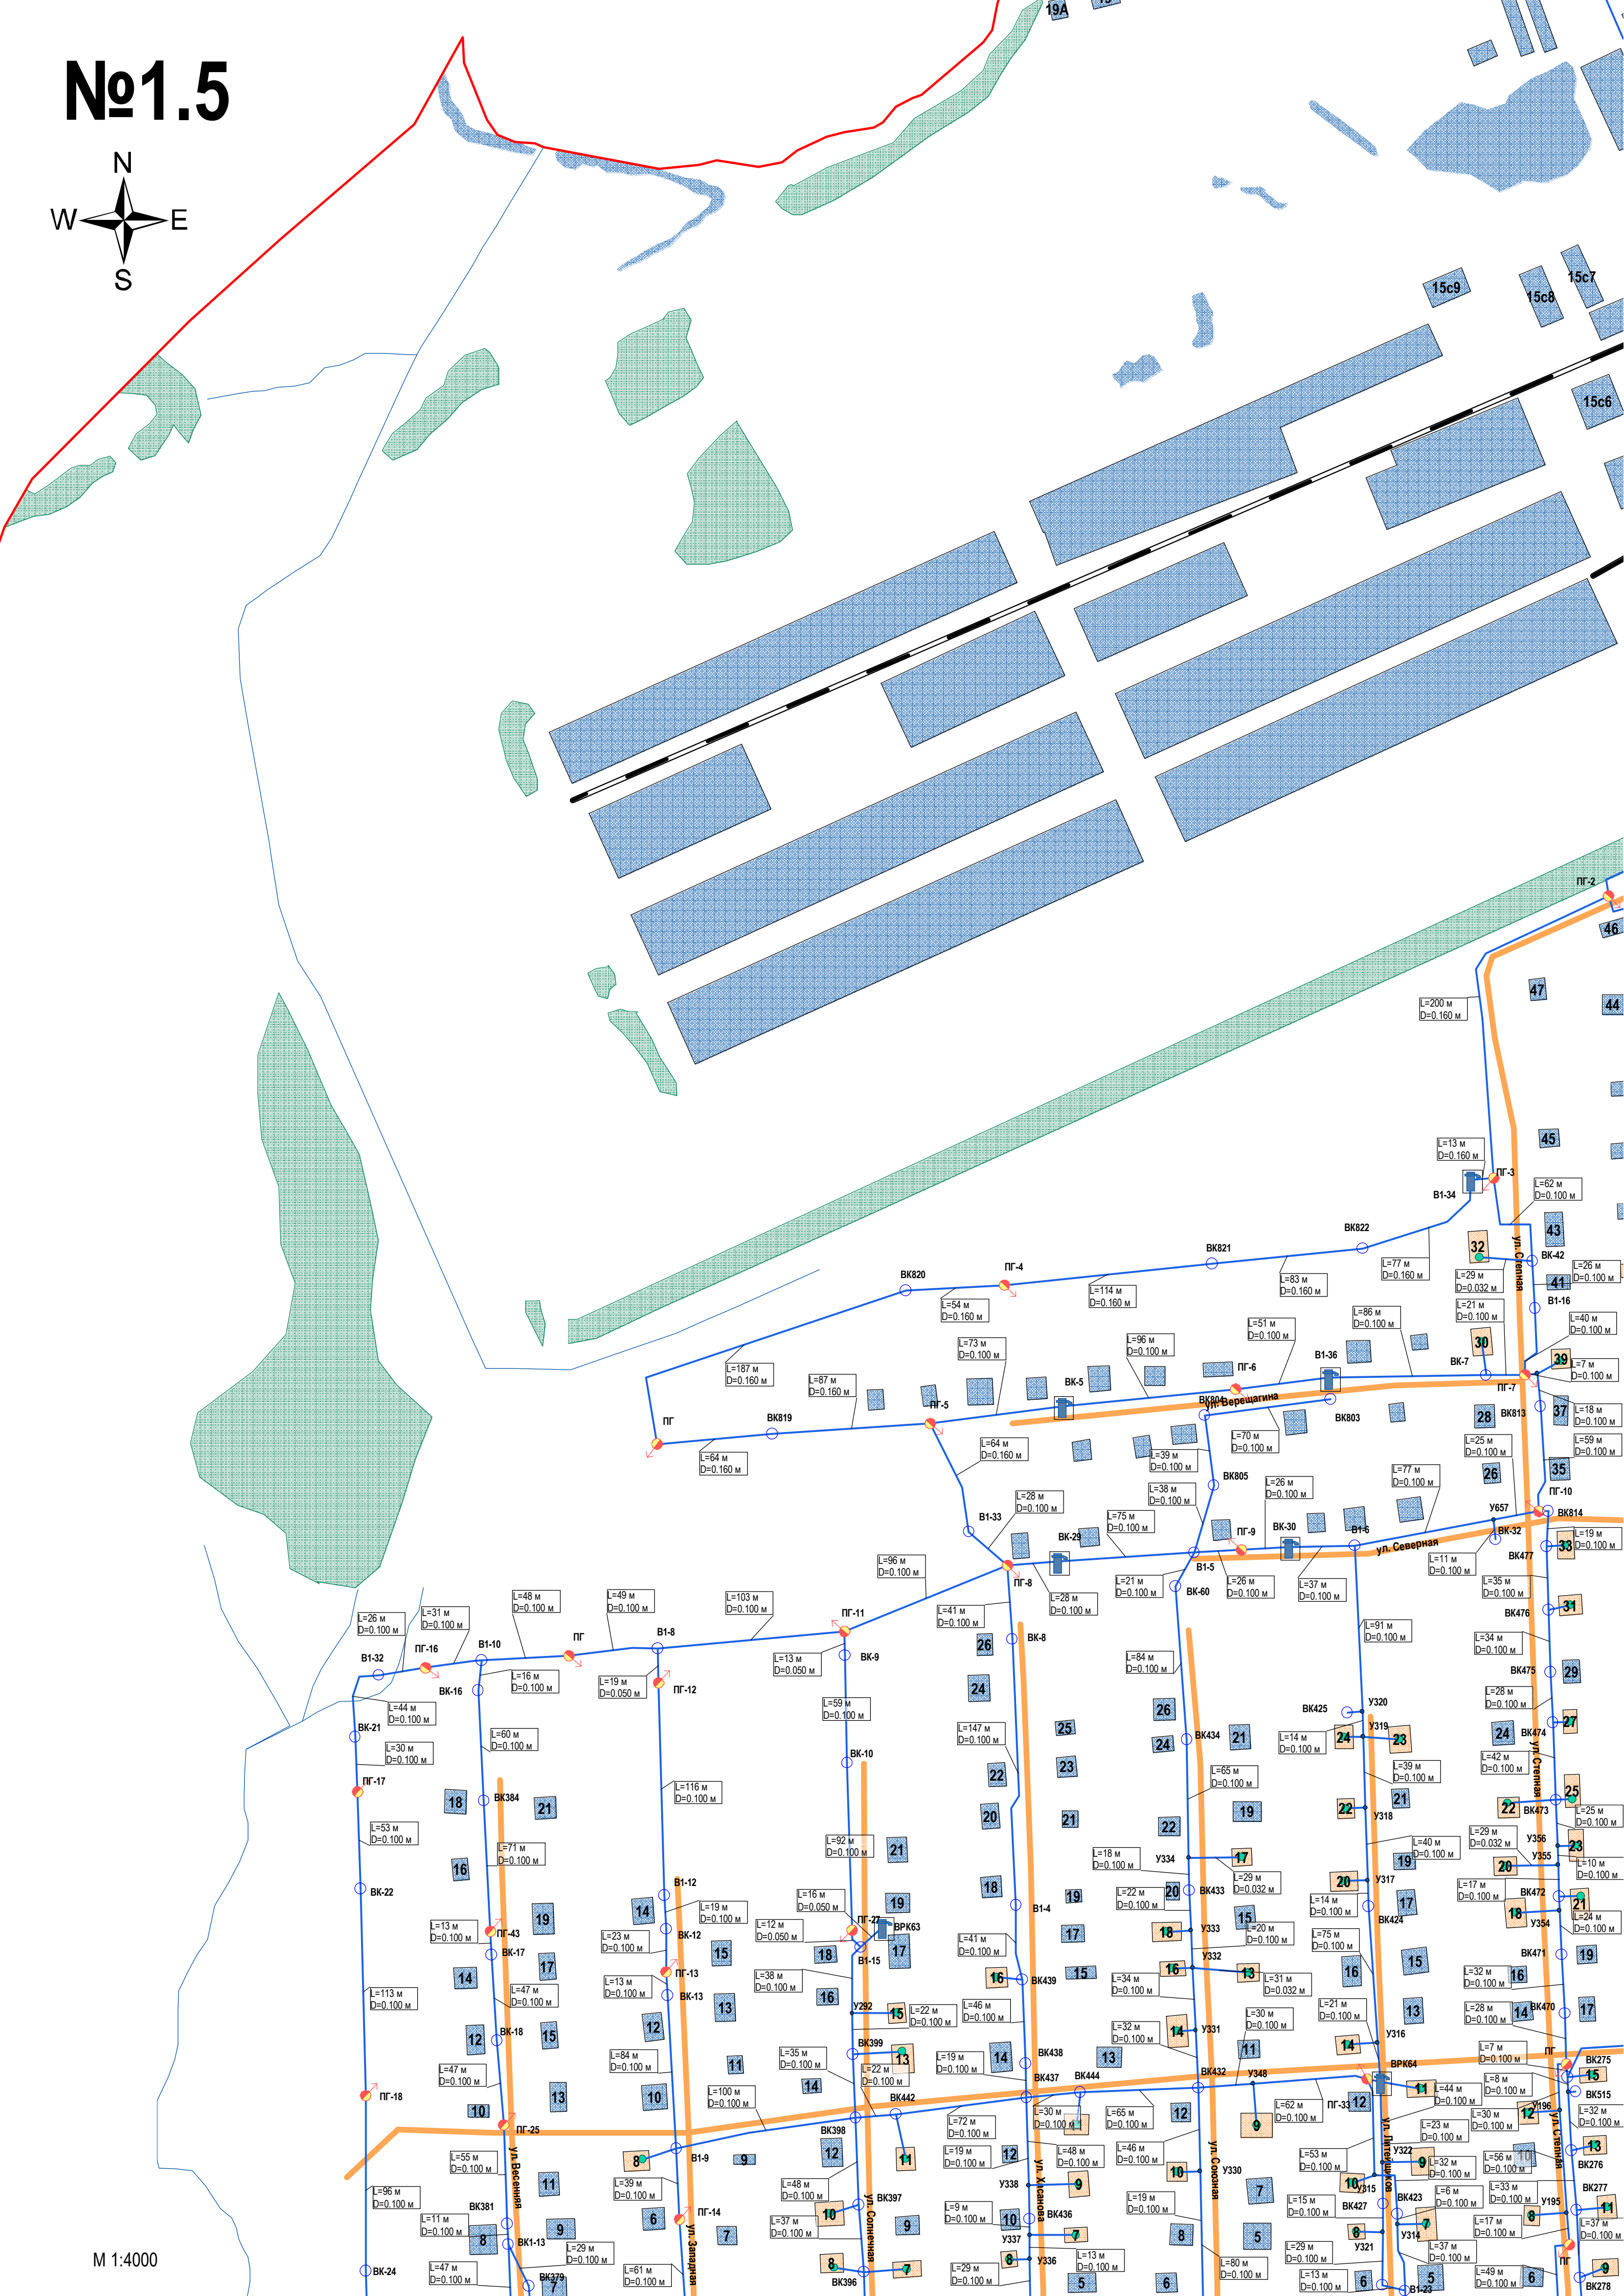 №1.5
N
W E
S
19А
15с9
15с8
15с7
15с6
ПГ-2
46
47
44
L=200 м
D=0.160 м
45
L=13 м
D=0.160 м
ПГ-3
В1-34
L=62 м
D=0.100 м
43
ВК822
ВК821
ВК820
ПГ-4
32
ул. Степная
ВК-42
L=77 м
D=0.160 м
L=83 м
D=0.160 м
L=114 м
D=0.160 м
L=54 м
D=0.160 м
L=29 м
D=0.032 м
41
L=26 м
D=0.100 м
L=21 м
D=0.100 м
В1-16
L=40 м
D=0.100 м
L=86 м
D=0.100 м
L=51 м
D=0.100 м
L=96 м
D=0.100 м
L=73 м
D=0.100 м
30
39
L=187 м
D=0.160 м
L=87 м
D=0.160 м
ВК-5
ПГ-6
В1-36
ВК-7
ПГ-7
L=7 м
D=0.100 м
ВК804
ул. Верещагина
ВК803
ПГ
ВК819
ПГ-5
28
ВК813
37
L=18 м
D=0.100 м
L=64 м
D=0.160 м
L=64 м
D=0.160 м
L=39 м
D=0.100 м
L=70 м
D=0.100 м
L=25 м
D=0.100 м
L=59 м
D=0.100 м
26
35
L=77 м
D=0.100 м
ВК805
L=26 м
D=0.100 м
L=38 м
D=0.100 м
L=28 м
D=0.100 м
L=75 м
D=0.100 м
ПГ-10
У657
ВК814
В1-33
ВК-29
ПГ-9
ВК-30
В1-6
ул. Северная
ВК-32
ВК477
33
L=19 м
D=0.100 м
В1-5
L=96 м
D=0.100 м
L=11 м
D=0.100 м
ПГ-8
L=28 м
D=0.100 м
L=21 м
D=0.100 м
ВК-60
L=26 м
D=0.100 м
L=37 м
D=0.100 м
L=35 м
D=0.100 м
ВК476
31
L=26 м
D=0.100 м
L=31 м
D=0.100 м
L=48 м
D=0.100 м
L=49 м
D=0.100 м
L=103 м
D=0.100 м
ПГ-11
L=41 м
D=0.100 м
ВК-8
26
L=91 м
D=0.100 м
L=34 м
D=0.100 м
В1-32
ПГ-16
В1-10
ПГ
В1-8
L=13 м
D=0.050 м
ВК-9
L=84 м
D=0.100 м
ВК475
29
L=16 м
D=0.100 м
ВК-16
L=19 м
D=0.050 м
ПГ-12
24
L=28 м
D=0.100 м
L=44 м
D=0.100 м
L=59 м
D=0.100 м
26
ВК425
У320
У319
ВК-21
L=60 м
D=0.100 м
L=147 м
D=0.100 м
25
24
ВК434
21
L=14 м
D=0.100 м
24
23
24
ВК474
27
L=30 м
D=0.100 м
ВК-10
23
22
L=65 м
D=0.100 м
L=39 м
D=0.100 м
L=42 м
D=0.100 м
ул. Степная
ПГ-17
18
ВК384
21
L=116 м
D=0.100 м
20
21
22
19
22
У318
21
22
ВК473
25
L=53 м
D=0.100 м
L=71 м
D=0.100 м
L=92 м
D=0.100 м
21
L=18 м
D=0.100 м
У334
17
L=40 м
D=0.100 м
19
L=29 м
D=0.032 м
У356
У355
23
L=25 м
D=0.100 м
16
20
L=10 м
D=0.100 м
ВК-22
В1-12
18
19
L=22 м
D=0.100 м
20
ВК433
L=29 м
D=0.032 м
20
У317
L=17 м
D=0.100 м
ВК472
21
L=13 м
D=0.100 м
ПГ-43
19
14
L=19 м
D=0.100 м
L=16 м
D=0.050 м
19
В1-4
L=14 м
D=0.100 м
17
ВК424
18
У354
L=24 м
D=0.100 м
L=23 м
D=0.100 м
ВК-12
L=12 м
D=0.050 м
ПГ-27
ВРК63
17
18
У333
15
L=20 м
D=0.100 м
L=75 м
D=0.100 м
ВК-17
17
15
18
В1-15
17
L=41 м
D=0.100 м
У332
15
ВК471
19
14
L=13 м
D=0.100 м
ПГ-13
L=38 м
D=0.100 м
16
ВК439
15
16
13
L=34 м
D=0.100 м
L=31 м
D=0.032 м
16
L=32 м
D=0.100 м
16
L=113 м
D=0.100 м
L=47 м
D=0.100 м
ВК-13
13
16
У292
15
L=22 м
D=0.100 м
L=46 м
D=0.100 м
L=32 м
D=0.100 м
14
У331
L=30 м
D=0.100 м
L=21 м
D=0.100 м
13
L=28 м
D=0.100 м
14
ВК470
17
12
ВК-18
15
12
11
L=35 м
D=0.100 м
ВК399
13
L=19 м
D=0.100 м
14
ВК438
13
11
14
У316
L=7 м
D=0.100 м
ПГ
ВК275
L=47 м
D=0.100 м
L=84 м
D=0.100 м
L=22 м
D=0.100 м
14
ВК437
ВК444
ВК432
У348
ВРК64
L=8 м
D=0.100 м
15
ВК515
ПГ-18
10
13
10
L=100 м
D=0.100 м
ВК442
L=30 м
D=0.100 м
L=65 м
D=0.100 м
12
L=62 м
D=0.100 м
ПГ-33
12
11
L=44 м
D=0.100 м
L=30 м
D=0.100 м
12
У196
L=32 м
D=0.100 м
ПГ-25
ВК398
L=72 м
D=0.100 м
9
L=23 м
D=0.100 м
L=55 м
D=0.100 м
8
В1-9
9
12
11
L=19 м
D=0.100 м
12
L=48 м
D=0.100 м
L=46 м
D=0.100 м
L=53 м
D=0.100 м
ул. Литейщиков
У322
9
L=32 м
D=0.100 м
L=56 м
D=0.100 м
10
13
ВК276
ул. Весенняя
11
L=39 м
D=0.100 м
L=48 м
D=0.100 м
У338
9
ул. Хасанова
10
У330
ул. Союзная
7
10
У315
L=6 м
D=0.100 м
L=33 м
D=0.100 м
ВК277
ул. Степная
L=96 м
D=0.100 м
ВК381
L=11 м
D=0.100 м
ПГ-14
6
7
10
ВК397
L=37 м
D=0.100 м
9
L=9 м
D=0.100 м
10
ВК436
L=19 м
D=0.100 м
L=15 м
D=0.100 м
ВК427
ВК423
L=17 м
D=0.100 м
У195
8
11
8
9
ВК1-13
ул. Западная
ул. Солнечная
У337
7
8
5
8
У321
7
У314
L=37 м
D=0.100 м
М 1:4000
ВК-24
L=47 м
D=0.100 м
L=29 м
D=0.100 м
ВК379
7
L=61 м
D=0.100 м
8
ВК396
7
L=29 м
D=0.100 м
8
У336
L=13 м
D=0.100 м
5
6
L=80 м
D=0.100 м
L=29 м
D=0.100 м
L=13 м
D=0.100 м
6
В1-23
L=37 м
D=0.100 м
5
L=49 м
D=0.100 м
6
ПГ
9
ВК278